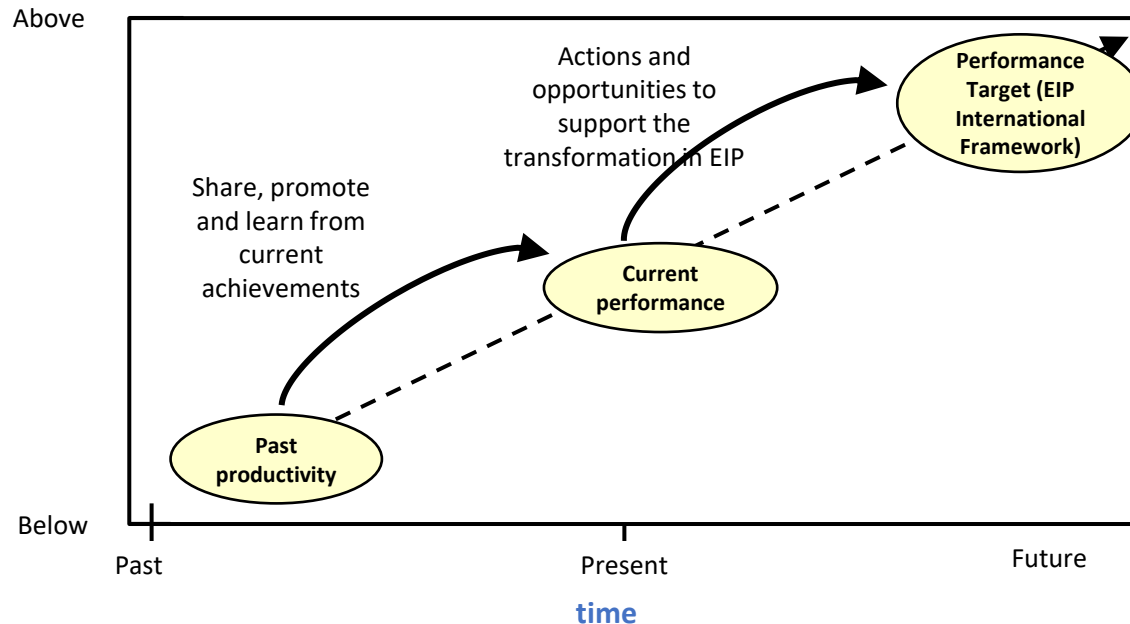 Above
Actions and
opportunities to
support the
transformation in EIP
Performance
Target (EIP
International
Framework)
Share, promote
and learn from
current
achievements
Current
performance
Past
productivity
Below
Past
Present
Future
time